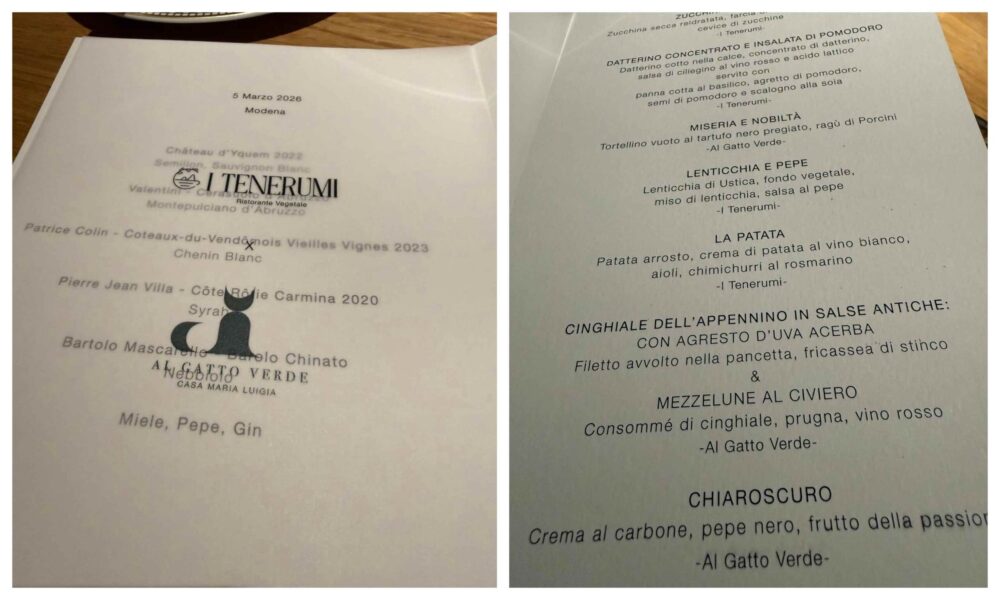 5 Marzo 2026
Modena
Château d'Yquem 2022
Semillon, Sauvignon Blanc
I TENERUMI
Ristorante Vegetale
Valentini - Cerasuolo d'Abruzzo
Montepulciano d'Abruzzo
Patrice Colin - Coteaux-du-Vendômois Vieilles Vignes 2023
X
Chenin Blanc
Pierre Jean Villa - Côte Rôtie Carmina 2020
Syrah
Bartolo Mascarello - Barolo Chinato
Nebbiolo
AL GATTO VERDE
CASA MARIA LUIGIA
Miele, Pepe, Gin
Zucchina secca reidratata, farcia di
cevice di zucchine
-I Tenerumi-
DATTERINO CONCENTRATO E INSALATA DI POMODORO
Datterino cotto nella calce, concentrato di datterino,
salsa di ciliegino al vino rosso e acido lattico
servito con
panna cotta al basilico, agretto di pomodoro,
semi di pomodoro e scalogno alla soia
-I Tenerumi-
MISERIA E NOBILTÀ
Tortellino vuoto al tartufo nero pregiato, ragù di Porcini
-Al Gatto Verde-
LENTICCHIA E PEPE
Lenticchia di Ustica, fondo vegetale,
miso di lenticchia, salsa al pepe
-I Tenerumi-
LA PATATA
Patata arrosto, crema di patata al vino bianco,
aioli, chimichurri al rosmarino
-I Tenerumi-
CINGHIALE DELL'APPENNINO IN SALSE ANTICHE:
CON AGRESTO D'UVA ACERBA
Filetto avvolto nella pancetta, fricassea di stinco
&
MEZZELUNE AL CIVIERO
Consommé di cinghiale, prugna, vino rosso
-Al Gatto Verde-
CHIAROSCURO
Crema al carbone, pepe nero, frutto della passion
-Al Gatto Verde-